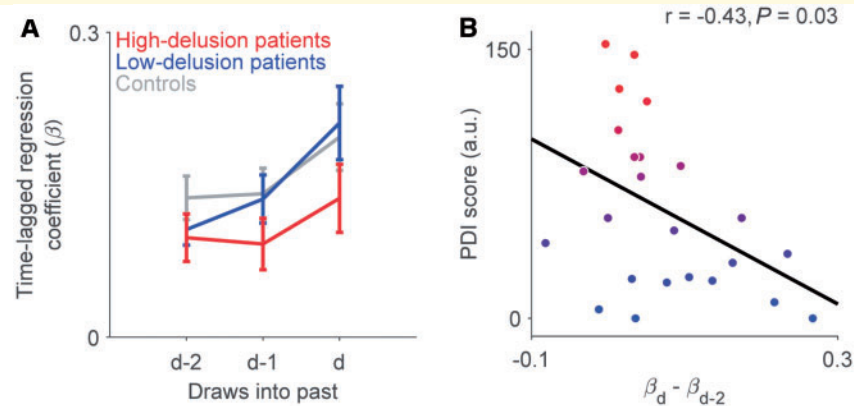 A
0.3
High-delusion patients
Low-delusion patients
Controls
Time-lagged regression
coefficient (β)
0
d-2 d-1 d
Draws into past
B
r = -0.43, P = 0.03
150
PDI score (a.u.)
0
-0.1 0.3
βd - βd-2